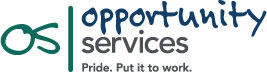 os
opportunity
services
Pride. Put it to work.